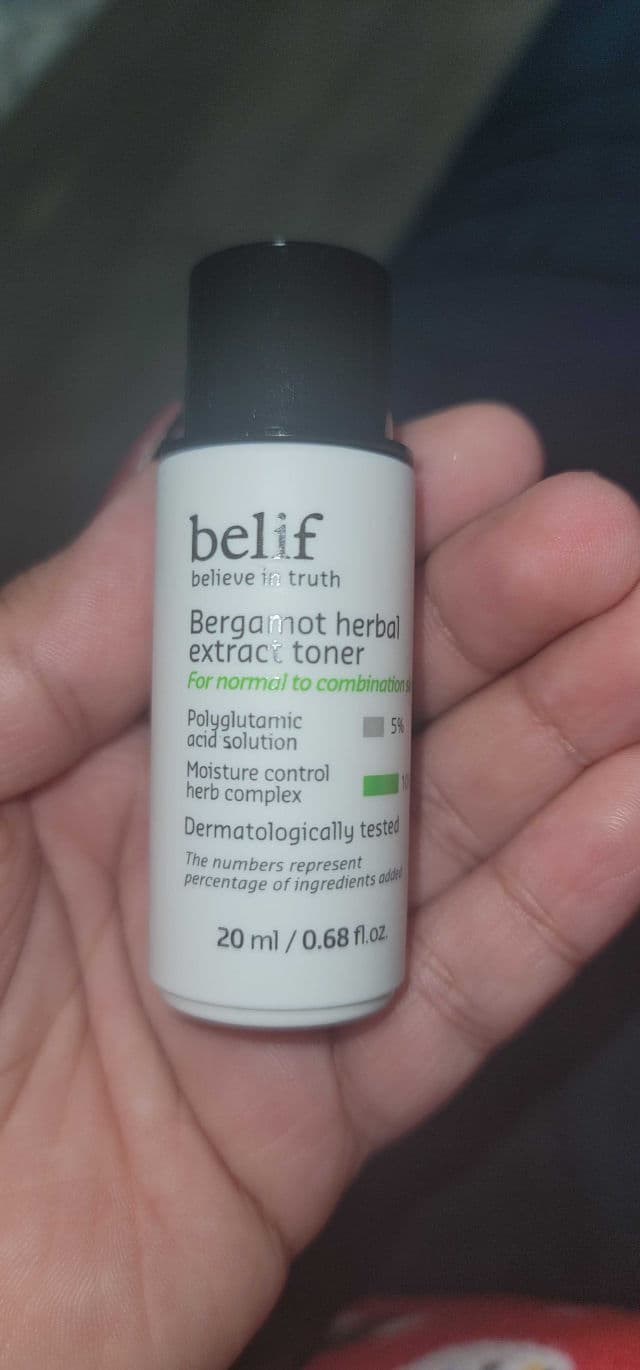 belif
believe in truth
Bergamot herbal
extract toner
For normal to combination
Polyglutamic
acid solution
5%
Moisture control
herb complex
Dermatologically tested
The numbers represent
percentage of ingredients added
20 ml / 0.68 fl.oz.